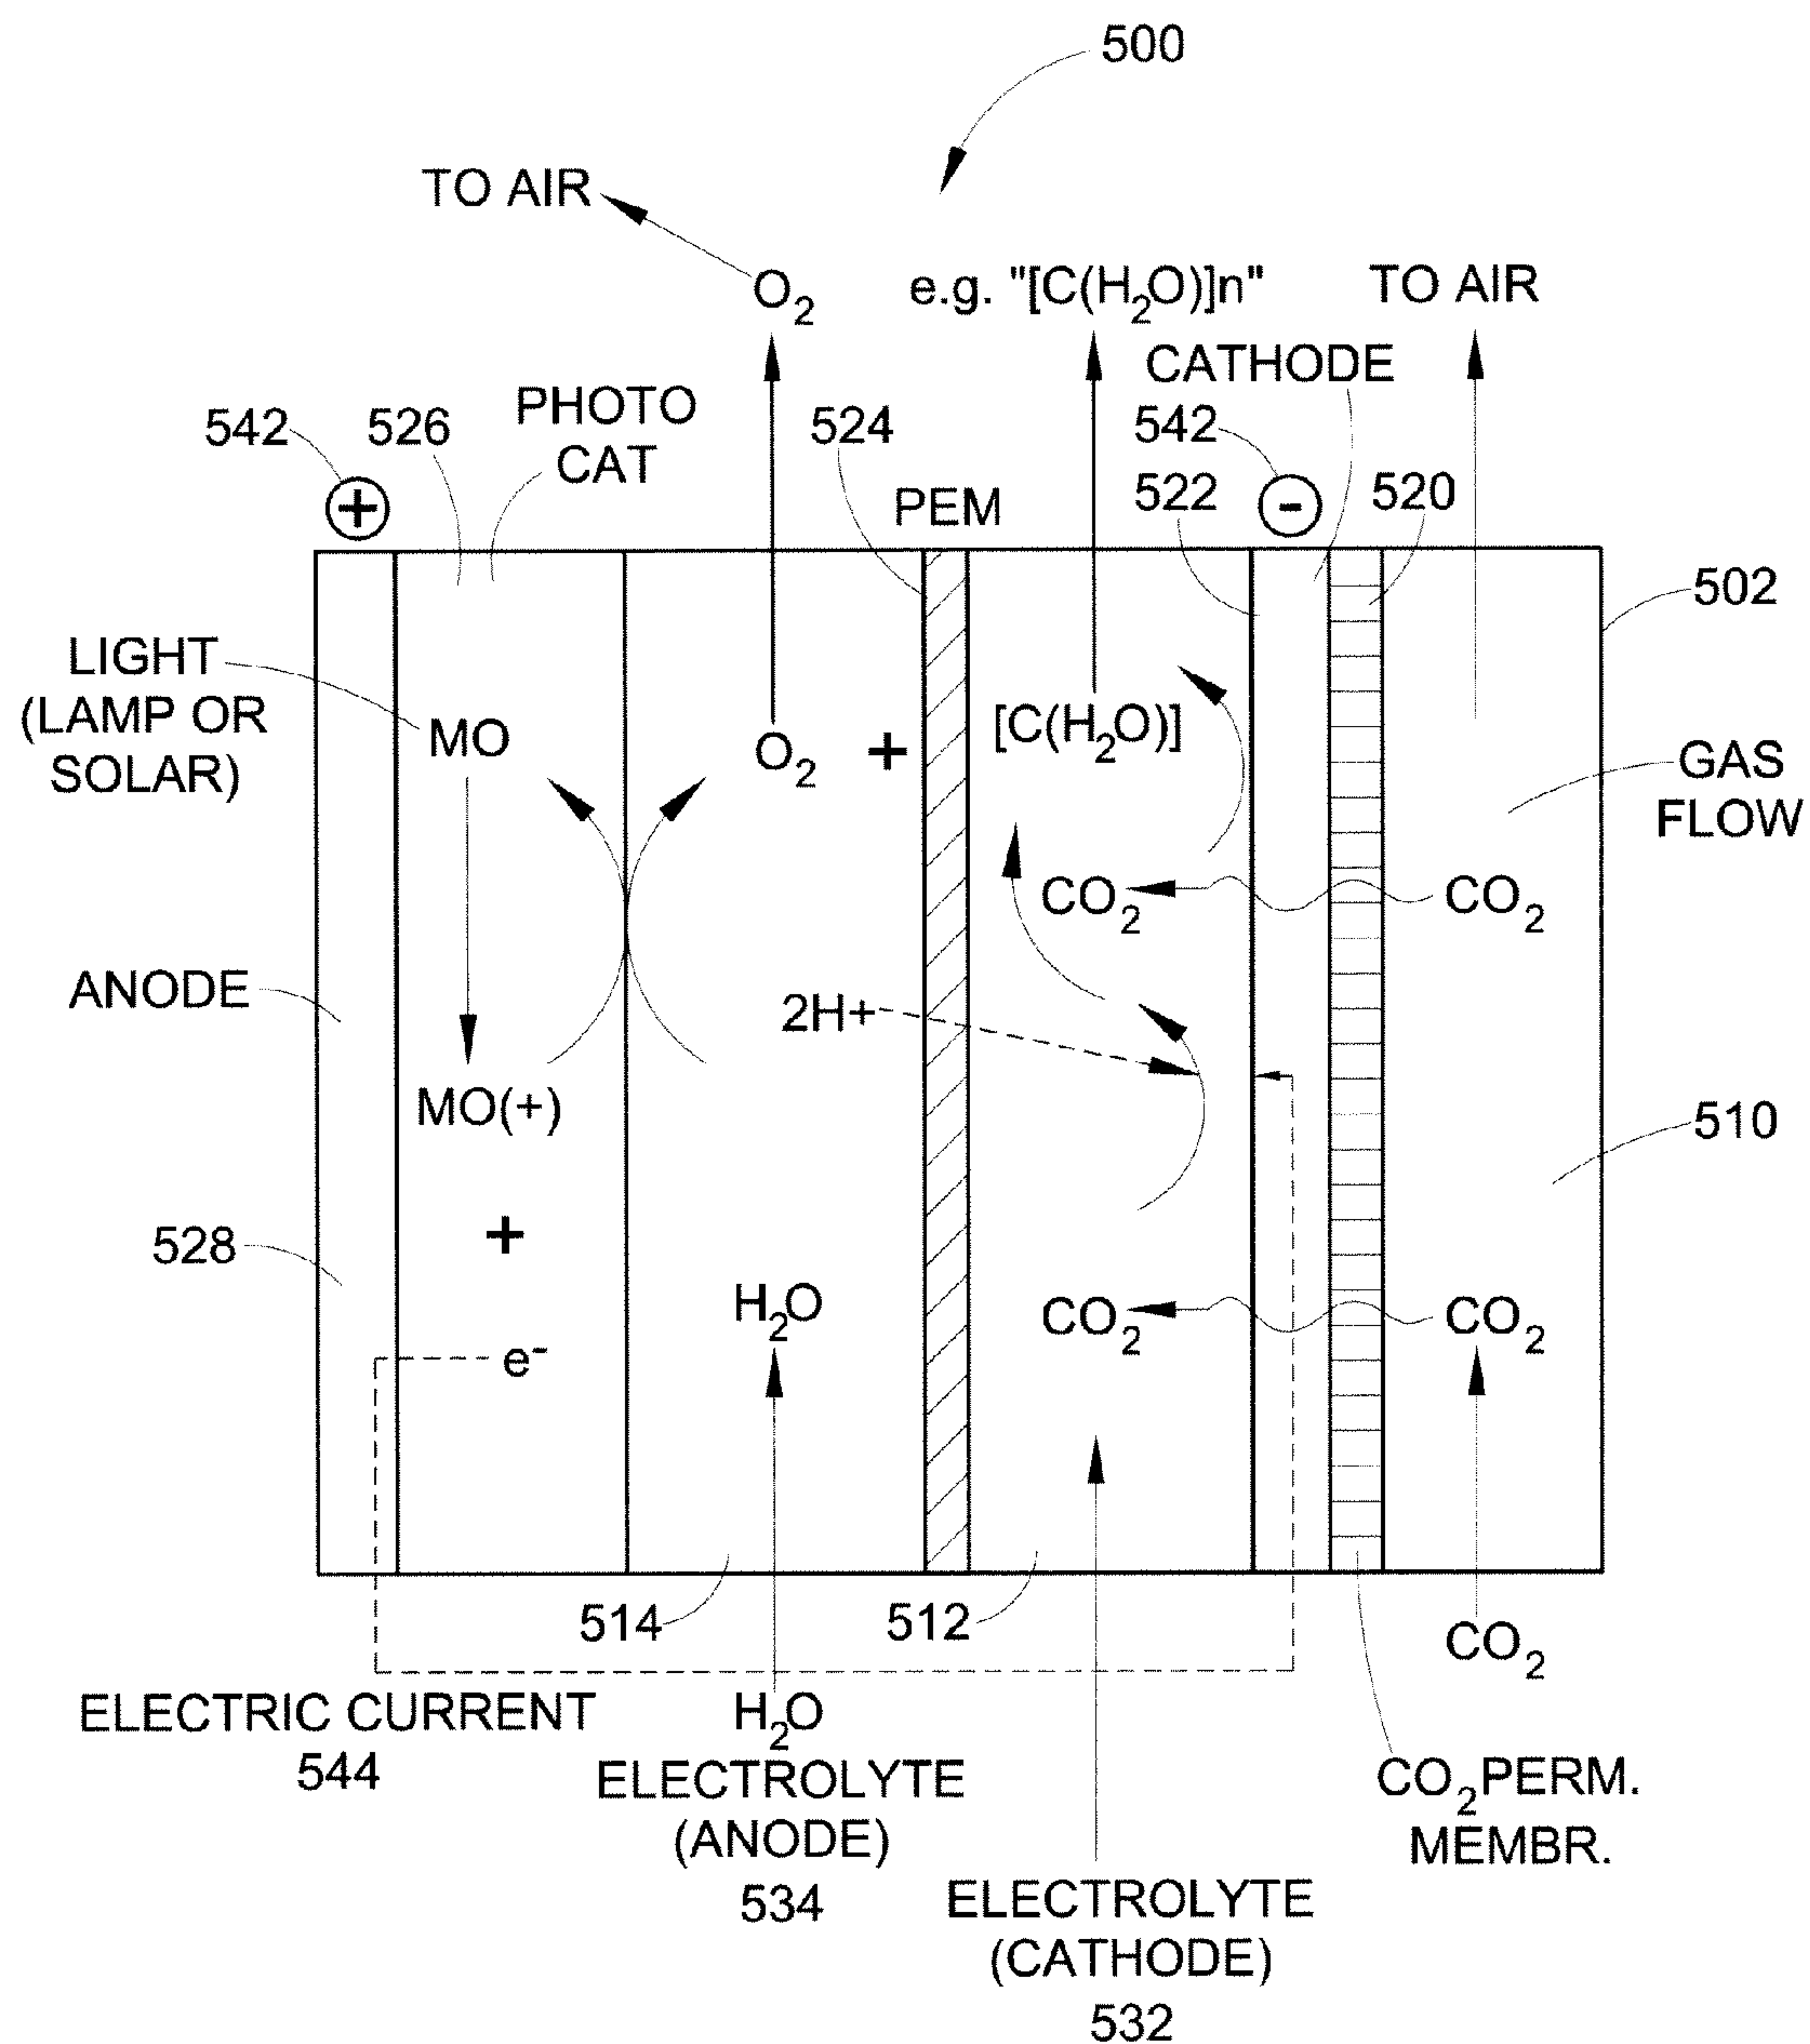 500
TO AIR
O2
e.g. "[C(H2O)]n"
TO AIR
CATHODE
PHOTO
CAT
542
526
524
542
+
PEM
522
-
520
502
LIGHT
(LAMP OR
SOLAR)
MO
O2 +
[C(H2O)]
GAS
FLOW
CO2
CO2
ANODE
2H+
MO(+)
510
528
+
H2O
CO2
CO2
e-
514
512
CO2
ELECTRIC CURRENT
544
H2O
ELECTROLYTE
(ANODE)
534
CO2PERM.
MEMBR.
ELECTROLYTE
(CATHODE)
532